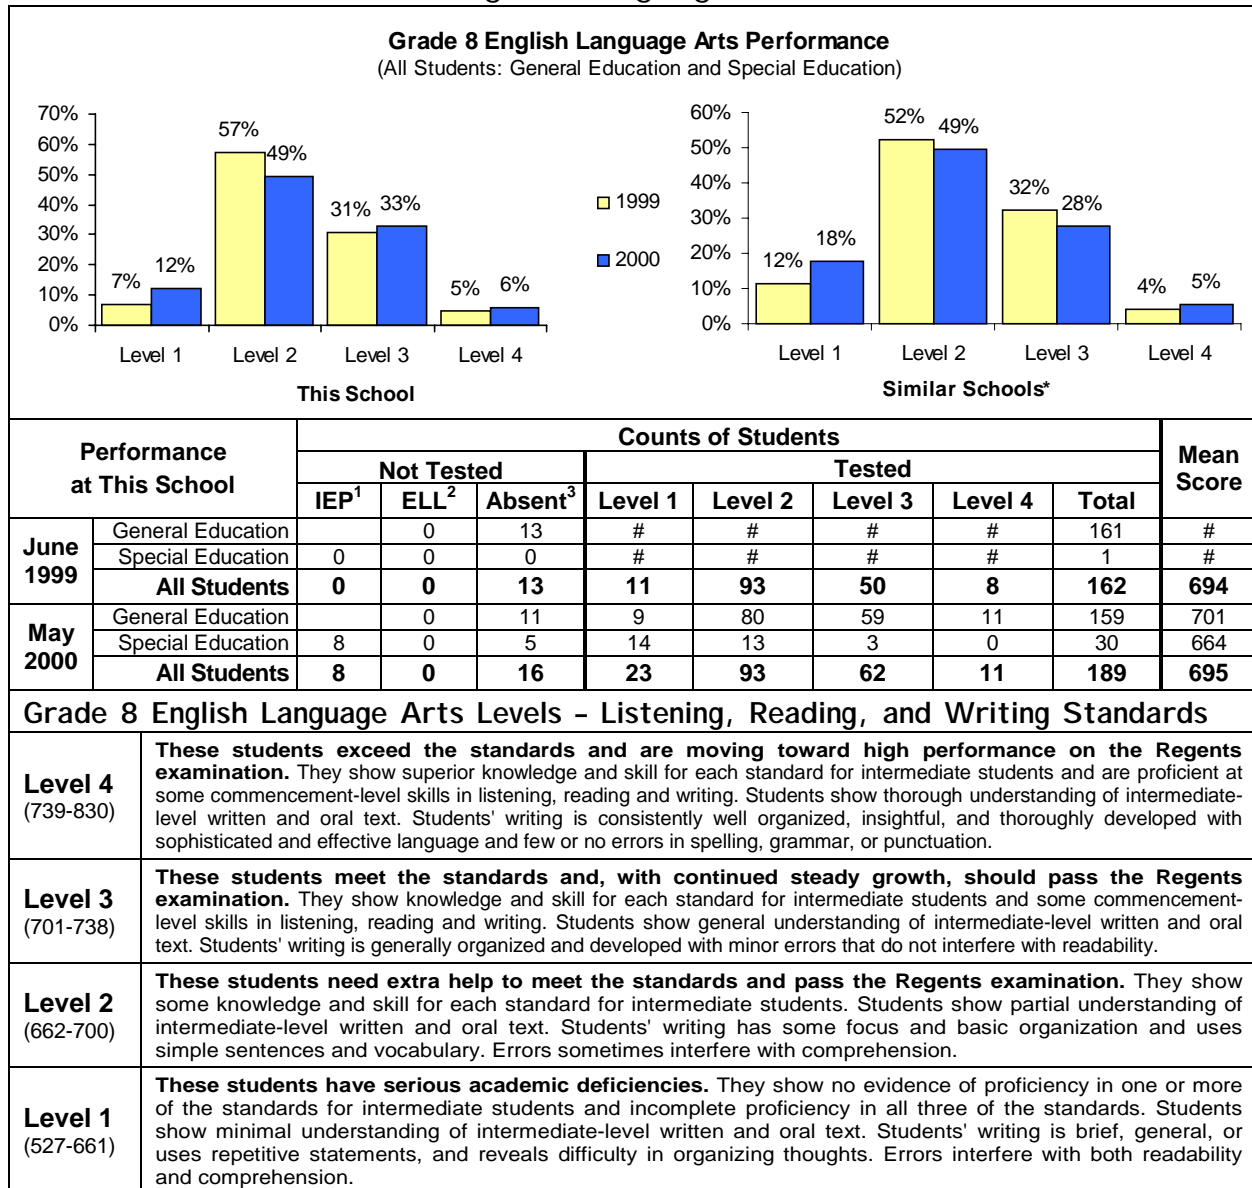 Grade 8 English Language Arts Performance
(All Students: General Education and Special Education)
70%
60%
50%
40%
30%
20%
10%
0%
7%
12%
57%
49%
31%
33%
5%
6%
Level 1
Level 2
Level 3
Level 4
This School
1999
2000
60%
50%
40%
30%
20%
10%
0%
12%
18%
52%
49%
32%
28%
4%
5%
Level 1
Level 2
Level 3
Level 4
Similar Schools*
Performance
at This School
Counts of Students
Mean
Score
Not Tested
Tested
IEP1 ELL2 Absent3 Level 1 Level 2 Level 3 Level 4 Total
June
1999
General Education 0 13 # # # # 161 #
Special Education 0 0 0 # # # # 1 #
All Students 0 0 13 11 93 50 8 162 694
May
2000
General Education 0 11 9 80 59 11 159 701
Special Education 8 0 5 14 13 3 0 30 664
All Students 8 0 16 23 93 62 11 189 695
Grade 8 English Language Arts Levels – Listening, Reading, and Writing Standards
Level 4
(739-830)
These students exceed the standards and are moving toward high performance on the Regents
examination. They show superior knowledge and skill for each standard for intermediate students and are proficient at
some commencement-level skills in listening, reading and writing. Students show thorough understanding of intermediate-
level written and oral text. Students' writing is consistently well organized, insightful, and thoroughly developed with
sophisticated and effective language and few or no errors in spelling, grammar, or punctuation.
Level 3
(701-738)
These students meet the standards and, with continued steady growth, should pass the Regents
examination. They show knowledge and skill for each standard for intermediate students and some commencement-
level skills in listening, reading and writing. Students show general understanding of intermediate-level written and oral
text. Students' writing is generally organized and developed with minor errors that do not interfere with readability.
Level 2
(662-700)
These students need extra help to meet the standards and pass the Regents examination. They show
some knowledge and skill for each standard for intermediate students. Students show partial understanding of
intermediate-level written and oral text. Students' writing has some focus and basic organization and uses
simple sentences and vocabulary. Errors sometimes interfere with comprehension.
Level 1
(527-661)
These students have serious academic deficiencies. They show no evidence of proficiency in one or more
of the standards for intermediate students and incomplete proficiency in all three of the standards. Students
show minimal understanding of intermediate-level written and oral text. Students' writing is brief, general, or
uses repetitive statements, and reveals difficulty in organizing thoughts. Errors interfere with both readability
and comprehension.